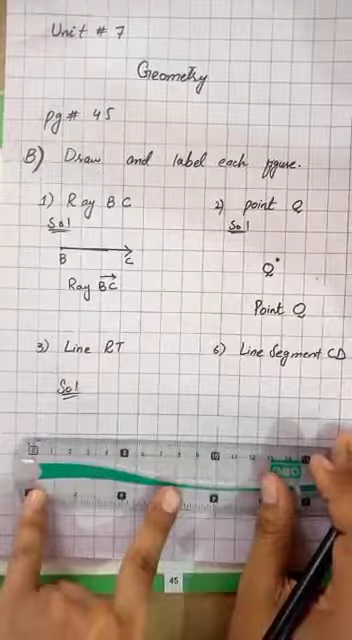 Unit # 7
Geometry
pg # 45
B) Draw and label each figure.
1) Ray BC
Sol
B C
Ray BC
2) point Q
Sol
Q
Point Q
3) Line RT
Sol
6) Line Segment CD
45